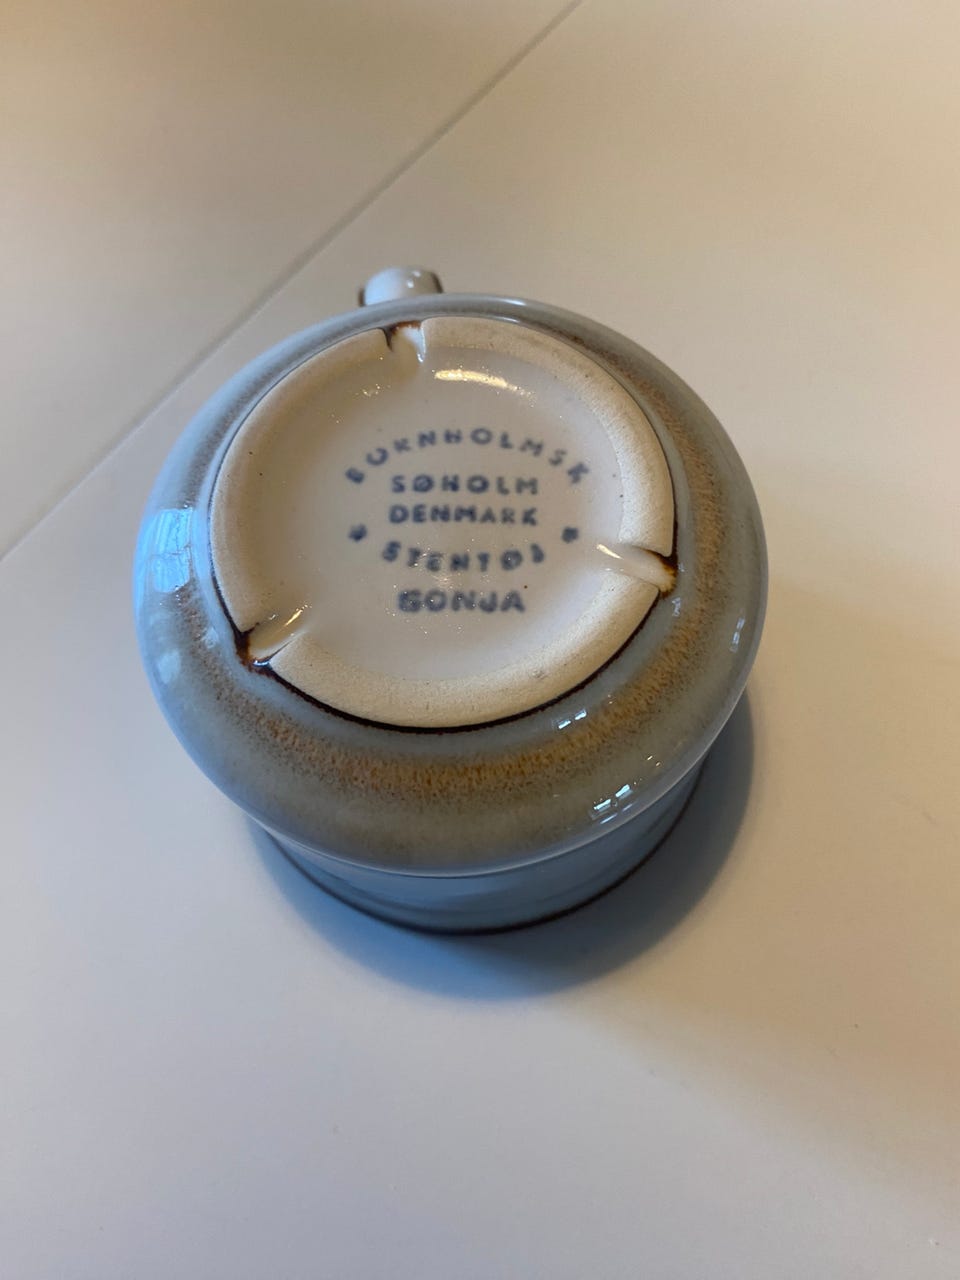 BORNHOLMSK
SØHOLM
DENMARK
* STENTØJ *
SONJA